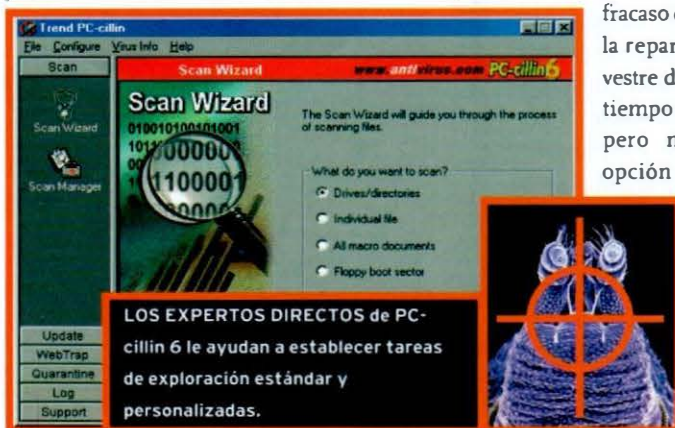 Trend PC-cillin
File Configure Virus Info Help
Scan
Scan Wizard
Scan Manager
Update
WebTrap
Quarantine
Log
Support
Scan Wizard
www.antivirus.com PC-cillin 6
Scan Wizard
The Scan Wizard will guide you through the process
of scanning files.
What do you want to scan?
Drives/directories
Individual file
All macro documents
Floppy boot sector
LOS EXPERTOS DIRECTOS de PC-
cillin 6 le ayudan a establecer tareas
de exploración estándar y
personalizadas.
fracaso
la repar
vestre d
tiempo
pero
opción